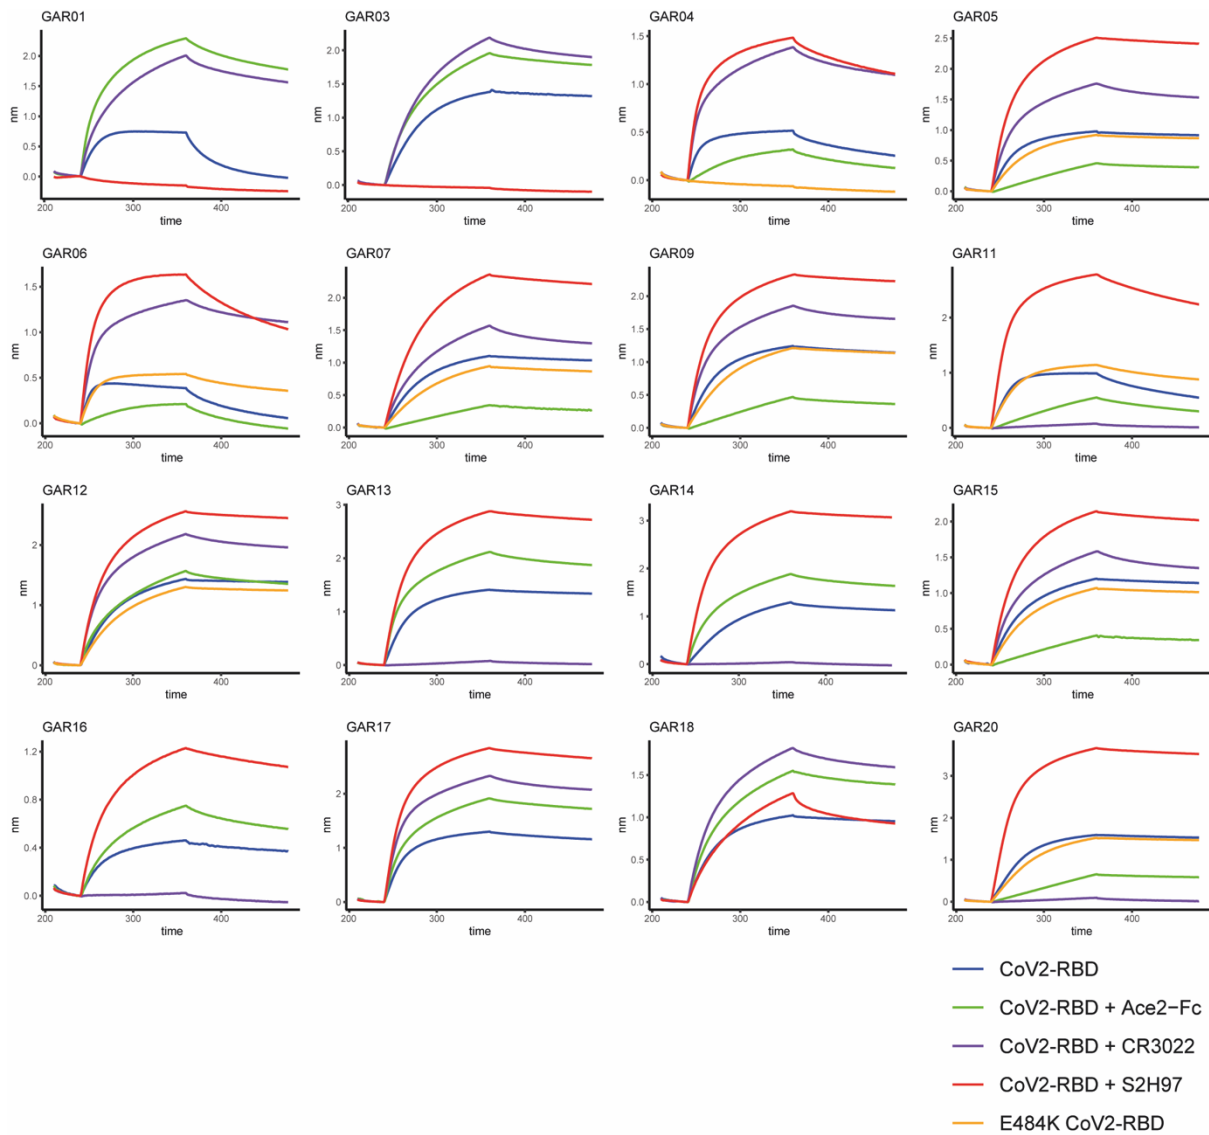 GAR01
GAR03
GAR04
GAR05
2.0
1.5
1.0
0.5
0.0
nm
200
300
400
time
2.0
1.5
1.0
0.5
0.0
nm
200
300
400
time
1.5
1.0
0.5
0.0
nm
200
300
400
time
2.5
2.0
1.5
1.0
0.5
0.0
nm
200
300
400
time
GAR06
GAR07
GAR09
GAR11
1.5
1.0
0.5
0.0
nm
200
300
400
time
2.0
1.5
1.0
0.5
0.0
nm
200
300
400
time
2.0
1.5
1.0
0.5
0.0
nm
200
300
400
time
2
1
0
nm
200
300
400
time
GAR12
GAR13
GAR14
GAR15
2
1
0
nm
200
300
400
time
3
2
1
0
nm
200
300
400
time
3
2
1
0
nm
200
300
400
time
2.0
1.5
1.0
0.5
0.0
nm
200
300
400
time
GAR16
GAR17
GAR18
GAR20
1.2
0.8
0.4
0.0
nm
200
300
400
time
2
1
0
nm
200
300
400
time
1.5
1.0
0.5
0.0
nm
200
300
400
time
3
2
1
0
nm
200
300
400
time
CoV2-RBD
CoV2-RBD + Ace2−Fc
CoV2-RBD + CR3022
CoV2-RBD + S2H97
E484K CoV2-RBD